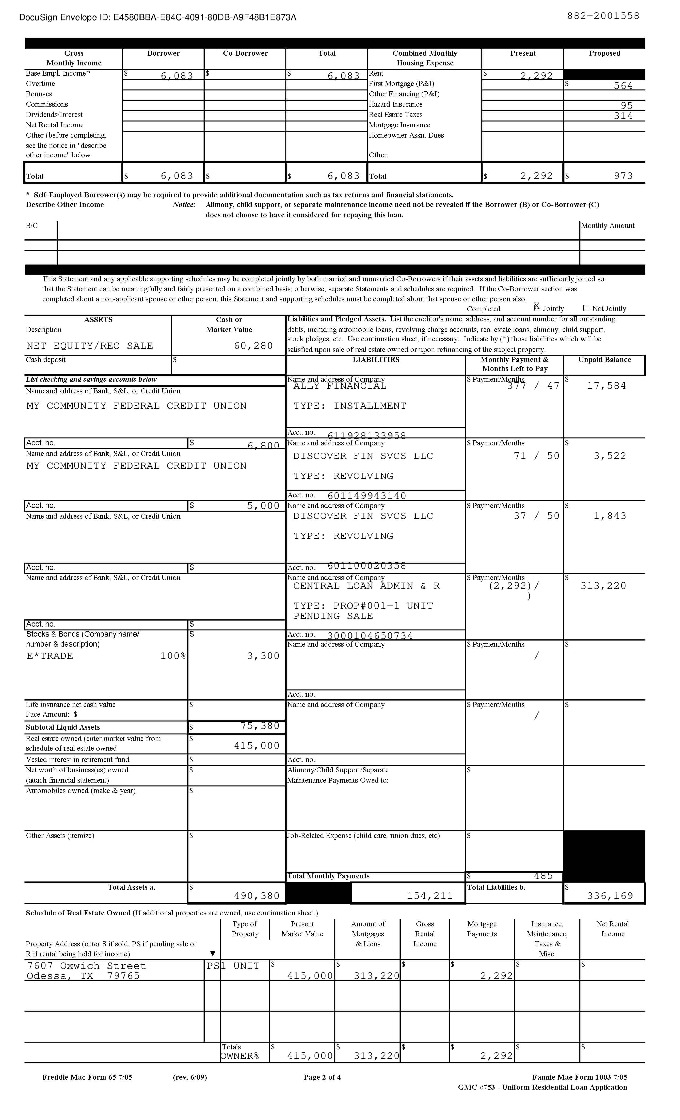 DocuSign Envelope ID: E4580BBA-E84C-4091-80DB-A9F48B1E873A
882-2001558
Gross Monthly Income Borrower Co-Borrower Total Combined Monthly Housing Expense Present Proposed
Base Empl. Income* $ 6,083 $ $ 6,083 Rent $ 2,292
Overtime First Mortgage (P&I) $ 564
Bonuses Other Financing (P&I)
Commissions Hazard Insurance 95
Dividends/Interest Real Estate Taxes 314
Net Rental Income Mortgage Insurance
Other (before completing, Homeowner Assn. Dues
see the notice in "describe
other income" below Other:
Total $ 6,083 $ $ 6,083 Total $ 2,292 $ 973
* Self Employed Borrower(s) may be required to provide additional documentation such as tax returns and financial statements.
Describe Other Income Notice: Alimony, child support, or separate maintenance income need not be revealed if the Borrower (B) or Co-Borrower (C)
does not choose to have it considered for repaying this loan.
B/C Monthly Amount
This Statement and any applicable supporting schedules may be completed jointly by both married and unmarried Co-Borrowers if their assets and liabilities are sufficiently joined so
that the Statement can be meaningfully and fairly presented on a combined basis; otherwise, separate Statements and Schedules are required. If the Co-Borrower section was
completed about a non-applicant spouse or other person, this Statement and supporting schedules must be completed about that spouse or other person also.
Completed X Jointly Not Jointly
ASSETS Cash or Market Value
Description
NET EQUITY/REO SALE 60,280
Liabilities and Pledged Assets. List the creditor's name, address, and account number for all outstanding
debts, including automobile loans, revolving charge accounts, real estate loans, alimony, child support,
stock pledges, etc. Use continuation sheet, if necessary. Indicate by (*) those liabilities which will be
satisfied upon sale of real estate owned or upon refinancing of the subject property.
Cash deposit $
LIABILITIES Monthly Payment & Months Left to Pay Unpaid Balance
List checking and savings accounts below
Name and address of Bank, S&L, or Credit Union
MY COMMUNITY FEDERAL CREDIT UNION
Acct. no. $ 6,800
Name and address of Company $ Payment/Months $
ALLY FINANCIAL 377 / 47 17,584
TYPE: INSTALLMENT
Acct. no. 611928133958
Name and address of Bank, S&L, or Credit Union
MY COMMUNITY FEDERAL CREDIT UNION
Acct. no. $ 5,000
Name and address of Company $ Payment/Months $
DISCOVER FIN SVCS LLC 71 / 50 3,522
TYPE: REVOLVING
Acct. no. 601149943140
Name and address of Bank, S&L, or Credit Union
Acct. no. $
Name and address of Company $ Payment/Months $
DISCOVER FIN SVCS LLC 37 / 50 1,843
TYPE: REVOLVING
Acct. no. 601100020358
Name and address of Bank, S&L, or Credit Union
Acct. no. $
Name and address of Company $ Payment/Months $
CENTRAL LOAN ADMIN & R (2,292)/ 313,220
)
TYPE: PROP#001-1 UNIT
PENDING SALE
Acct. no. 3000104650734
Stocks & Bonds (Company name/ $
number & description)
E*TRADE 100% 3,300
Name and address of Company $ Payment/Months $
/
Acct. no.
Life insurance net cash value $
Face Amount: $
Name and address of Company $ Payment/Months $
/
Subtotal Liquid Assets $ 75,380
Real estate owned (enter market value from $ 415,000
schedule of real estate owned
Vested interest in retirement fund $ Acct. no.
Net worth of business(es) owned $ Alimony/Child Support/Separate $
(attach financial statement) Maintenance Payments Owed to:
Automobiles owned (make & year) $
Other Assets (itemize) $ Job-Related Expense (child care, union dues, etc) $
Total Monthly Payments $ 485
Total Assets a. $ 490,380 154,211 Total Liabilities b. $ 336,169
Schedule of Real Estate Owned (If additional properties are owned, use continuation sheet.)
Property Address (enter S if sold, PS if pending sale or R if rental being held for income) Type of Property Present Market Value Amount of Mortgages & Liens Gross Rental Income Mortgage Payments Insurance, Maintenance, Taxes & Misc. Net Rental Income
7607 Oxwich Street PS 1 UNIT $ $ $ $ $ $
Odessa, TX 79765 415,000 313,220 2,292
Totals $ $ $ $ $ $
OWNER% 415,000 313,220 2,292
Freddie Mac Form 65 7/05 (rev. 6/09) Page 2 of 4 Fannie Mae Form 1003 7/05
GMC #753 - Uniform Residential Loan Application